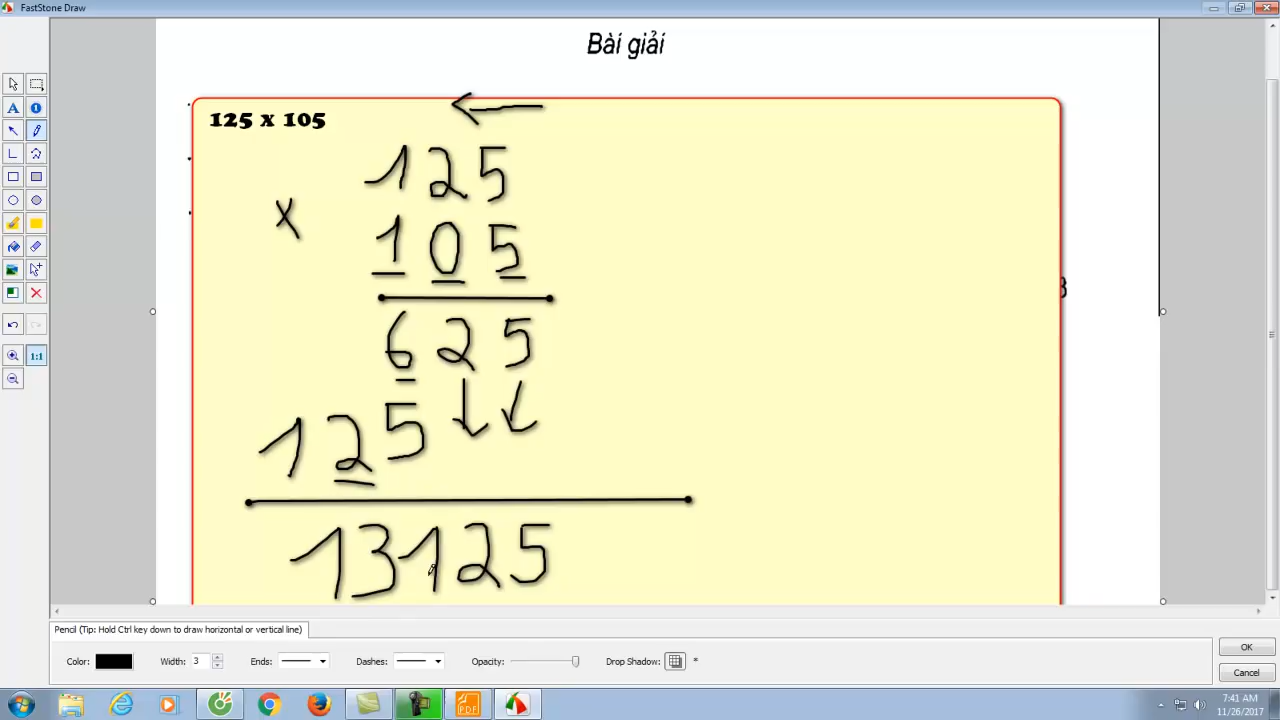 FastStone Draw
Bài giải
125 x 105
125
x
105
625
125
13125
Pencil (Tip: Hold Ctrl key down to draw horizontal or vertical line)
Color: Width: 3 Ends: Dashes: Opacity: Drop Shadow: *
OK
Cancel
1:1
P.D.F
7:41 AM
11/26/2017